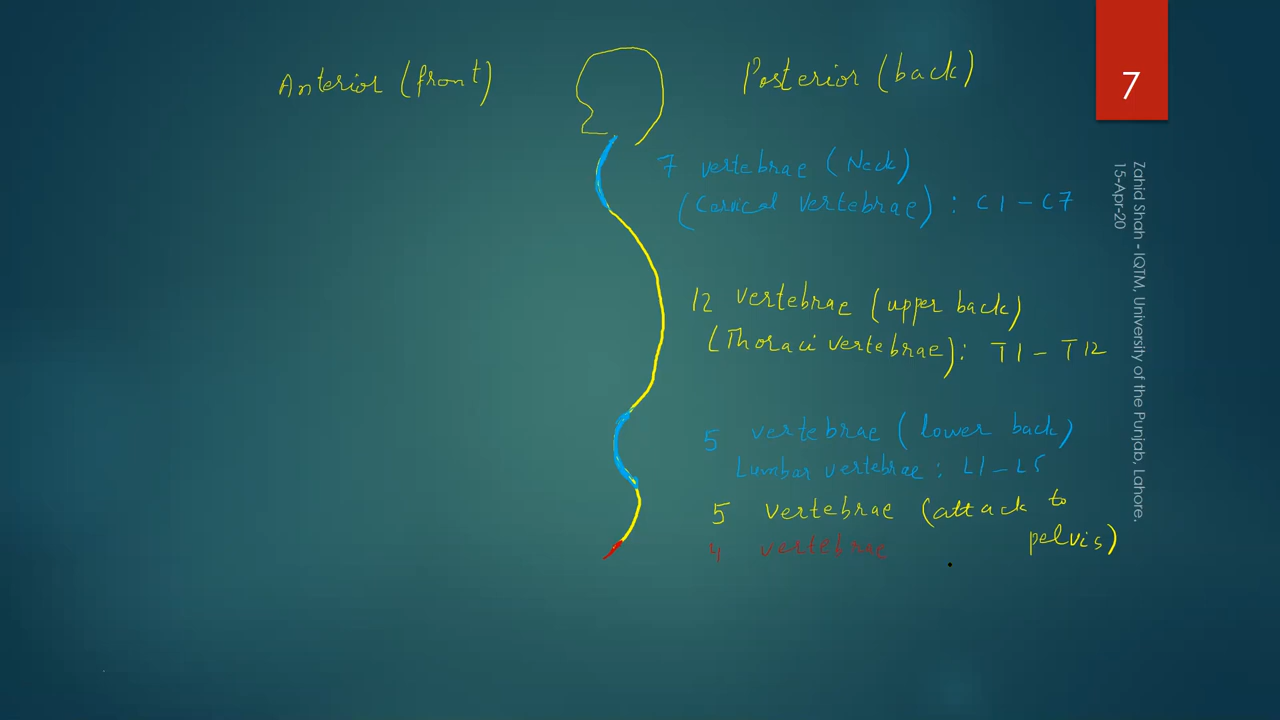 Anterior (front)
Posterior (back)
7
7 vertebrae (Neck)
(Cervical vertebrae) : C1 - C7
12 vertebrae (upper back)
(Thoraci vertebrae) : T1 - T12
5 vertebrae (lower back)
Lumbar vertebrae : L1 - L5
5 vertebrae (attack to
pelvis)
4 vertebrae
Zahid Shah - IQTM, University of the Punjab, Lahore.
15-Apr-20